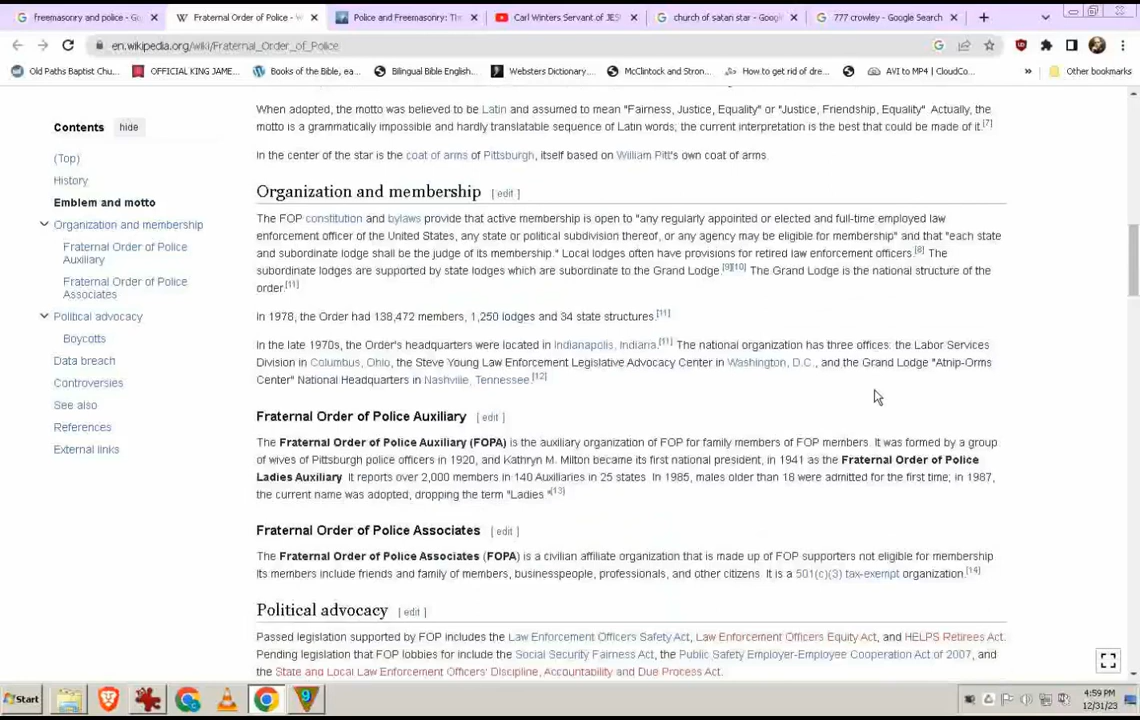 freemasonry and police - Go
Fraternal Order of Police - W
Police and Freemasonry: Th
Carl Winters Servant of JES
church of satan star - Goog
777 crowley - Google Search
en.wikipedia.org/wiki/Fraternal_Order_of_Police
Old Paths Baptist Chu...
OFFICIAL KING JAME...
Books of the Bible, ea...
Bilingual Bible English...
Websters Dictionary...
McClintock and Stron...
How to get rid of dre...
AVI to MP4 | CloudCo...
Other bookmarks
Contents hide
(Top)
History
Emblem and motto
Organization and membership
Fraternal Order of Police
Auxiliary
Fraternal Order of Police
Associates
Political advocacy
Boycotts
Data breach
Controversies
See also
References
External links
When adopted, the motto was believed to be Latin and assumed to mean "Fairness, Justice, Equality" or "Justice, Friendship, Equality" Actually, the
motto is a grammatically impossible and hardly translatable sequence of Latin words; the current interpretation is the best that could be made of it.[7]
In the center of the star is the coat of arms of Pittsburgh, itself based on William Pitt's own coat of arms.
Organization and membership [ edit ]
The FOP constitution and bylaws provide that active membership is open to "any regularly appointed or elected and full-time employed law
enforcement officer of the United States, any state or political subdivision thereof, or any agency may be eligible for membership" and that "each state
and subordinate lodge shall be the judge of its membership." Local lodges often have provisions for retired law enforcement officers.[8] The
subordinate lodges are supported by state lodges which are subordinate to the Grand Lodge.[9][10] The Grand Lodge is the national structure of the
order.[11]
In 1978, the Order had 138,472 members, 1,250 lodges and 34 state structures.[11]
In the late 1970s, the Order's headquarters were located in Indianapolis, Indiana.[11] The national organization has three offices: the Labor Services
Division in Columbus, Ohio, the Steve Young Law Enforcement Legislative Advocacy Center in Washington, D.C., and the Grand Lodge "Atnip-Orms
Center" National Headquarters in Nashville, Tennessee.[12]
Fraternal Order of Police Auxiliary [ edit ]
The Fraternal Order of Police Auxiliary (FOPA) is the auxiliary organization of FOP for family members of FOP members. It was formed by a group
of wives of Pittsburgh police officers in 1920, and Kathryn M. Milton became its first national president, in 1941 as the Fraternal Order of Police
Ladies Auxiliary It reports over 2,000 members in 140 Auxiliaries in 25 states In 1985, males older than 18 were admitted for the first time; in 1987,
the current name was adopted, dropping the term "Ladies "[13]
Fraternal Order of Police Associates [ edit ]
The Fraternal Order of Police Associates (FOPA) is a civilian affiliate organization that is made up of FOP supporters not eligible for membership
Its members include friends and family of members, businesspeople, professionals, and other citizens It is a 501(c)(3) tax-exempt organization.[14]
Political advocacy [ edit ]
Passed legislation supported by FOP includes the Law Enforcement Officers Safety Act, Law Enforcement Officers Equity Act, and HELPS Retirees Act.
Pending legislation that FOP lobbies for include the Social Security Fairness Act, the Public Safety Employer-Employee Cooperation Act of 2007, and
the State and Local Law Enforcement Officers' Discipline, Accountability and Due Process Act.
Start
9
4:59 PM
12/31/23